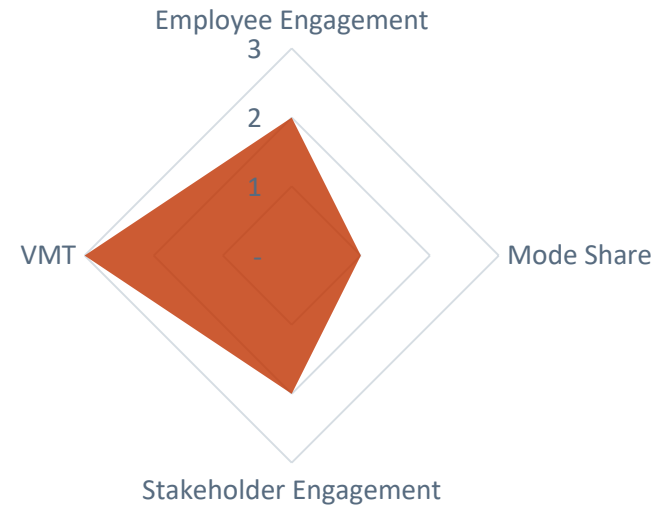 Employee Engagement
3
2
1
-
VMT
Mode Share
Stakeholder Engagement